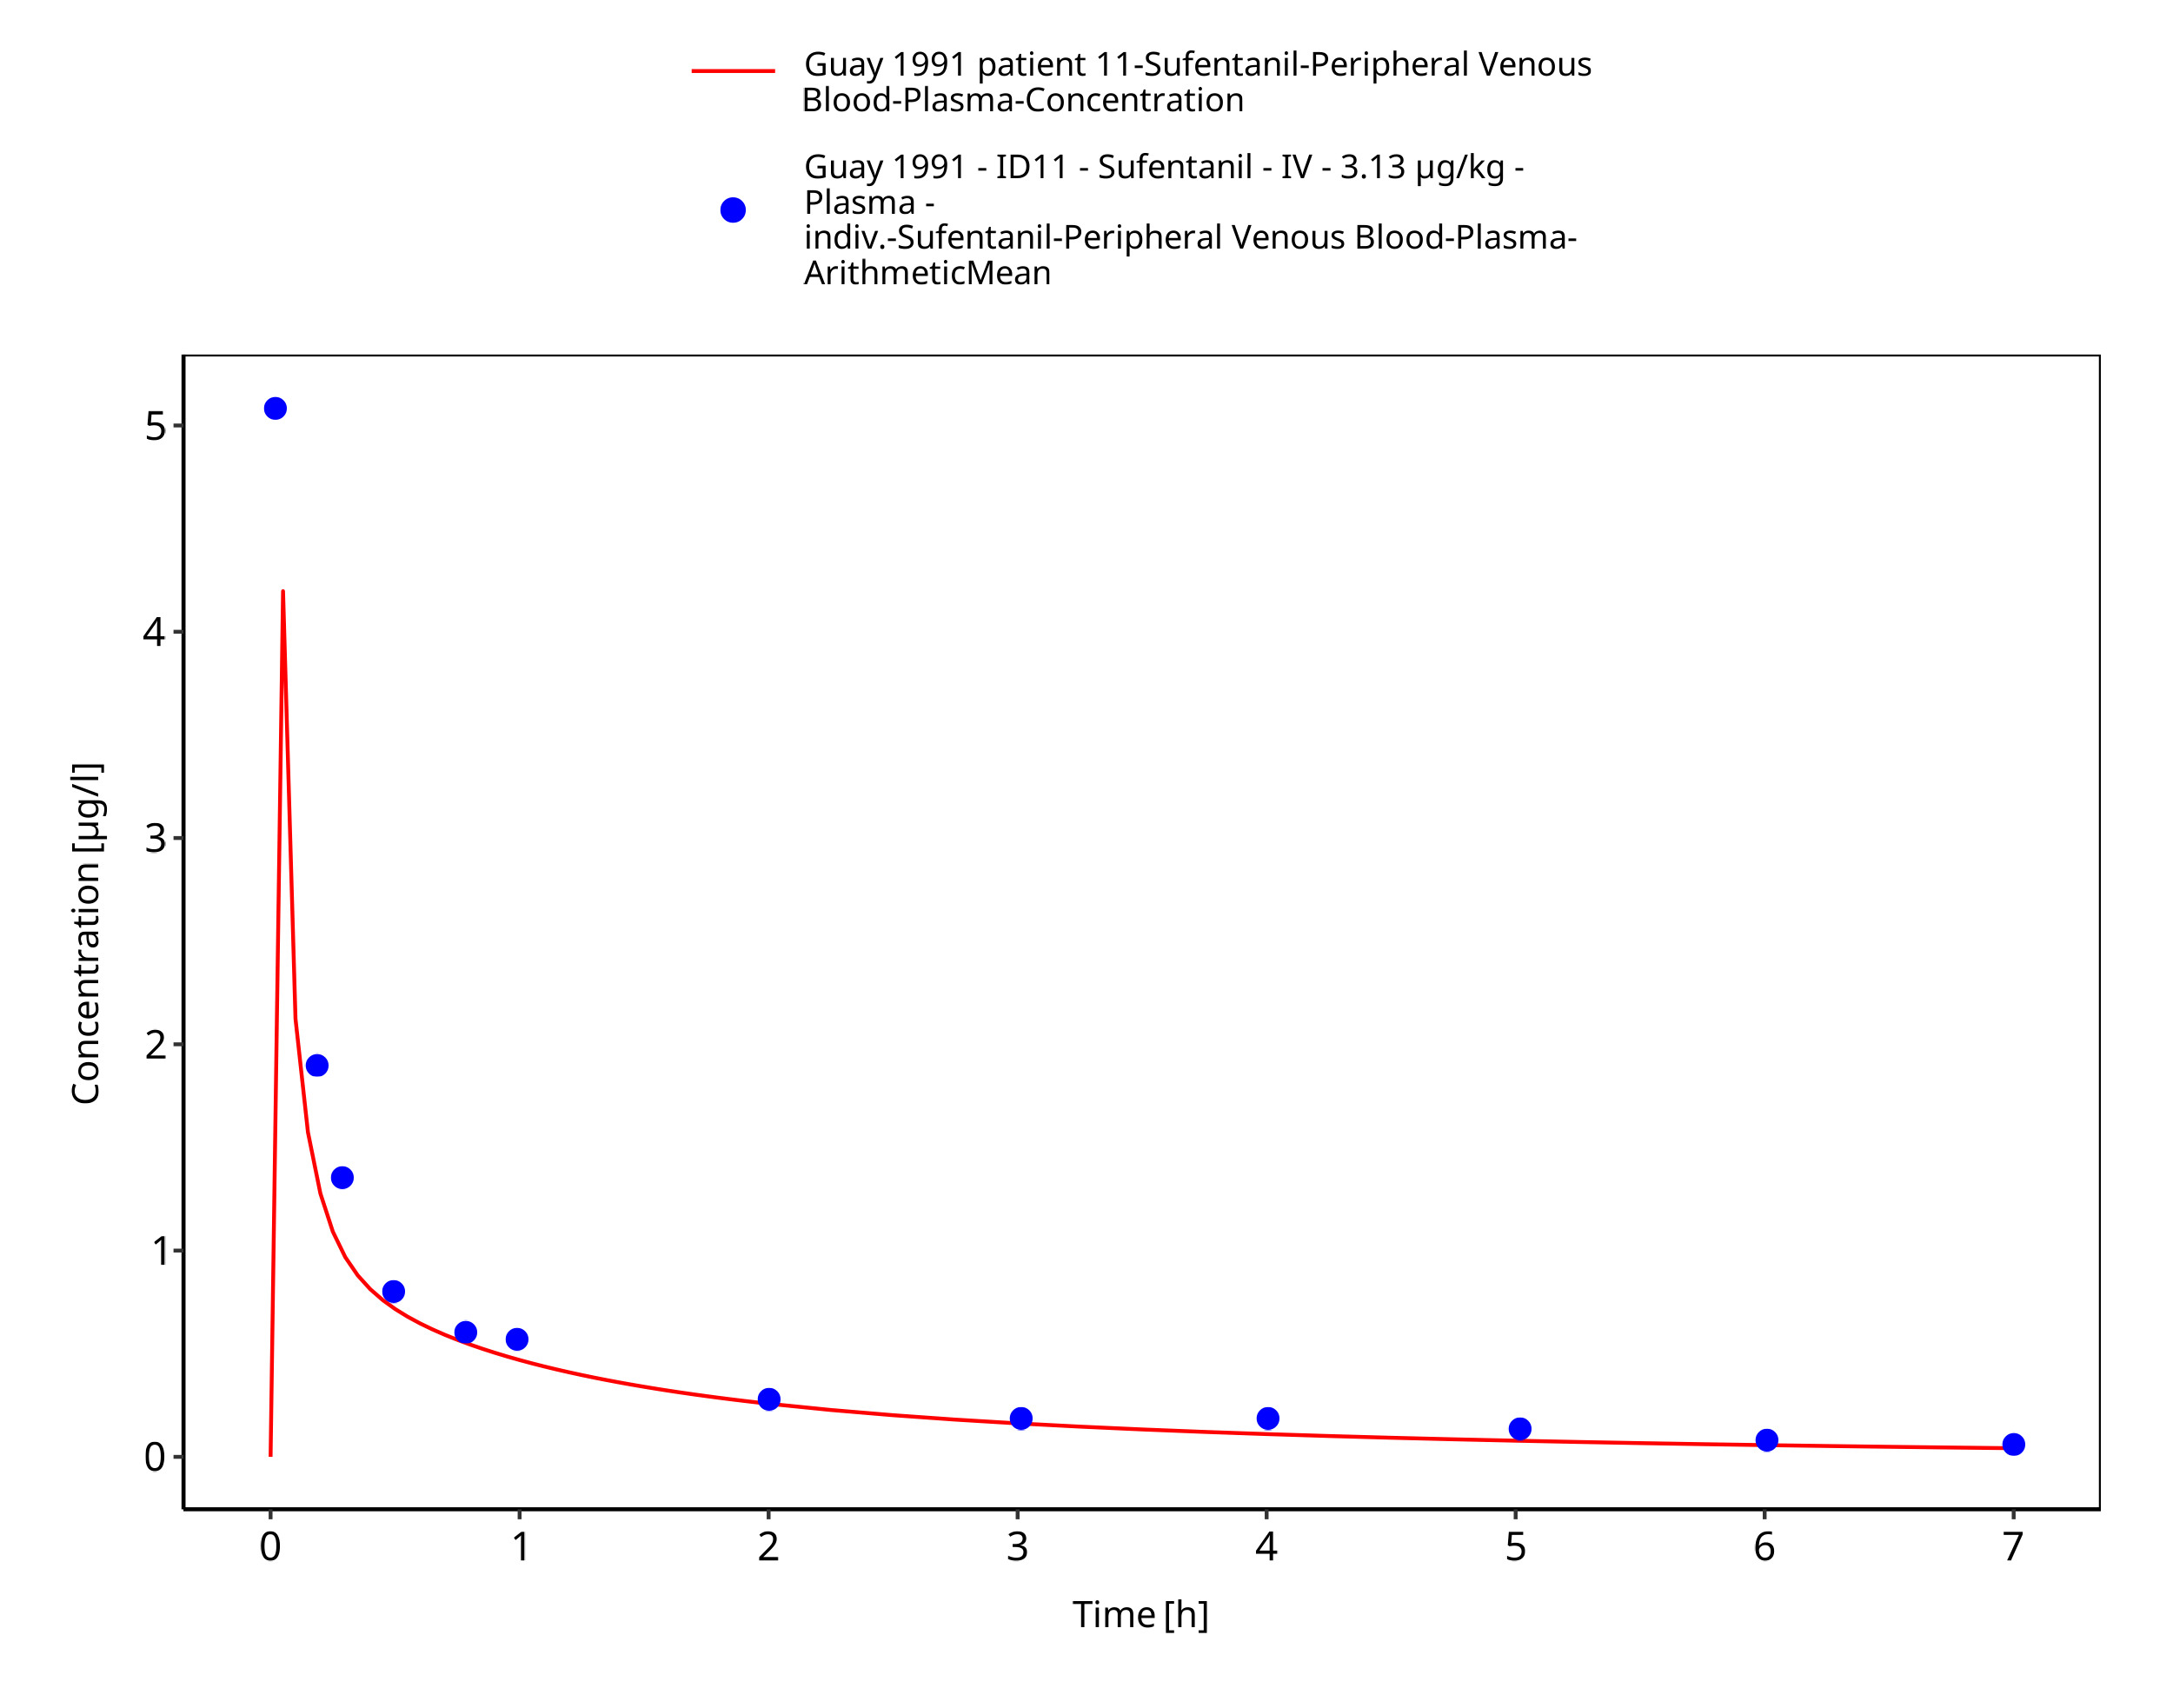 Guay 1991 patient 11-Sufentanil-Peripheral Venous
Blood-Plasma-Concentration
Guay 1991 - ID11 - Sufentanil - IV - 3.13 µg/kg -
Plasma -
indiv.-Sufentanil-Peripheral Venous Blood-Plasma-
ArithmeticMean
Concentration [µg/l]
5
4
3
2
1
0
0 1 2 3 4 5 6 7
Time [h]